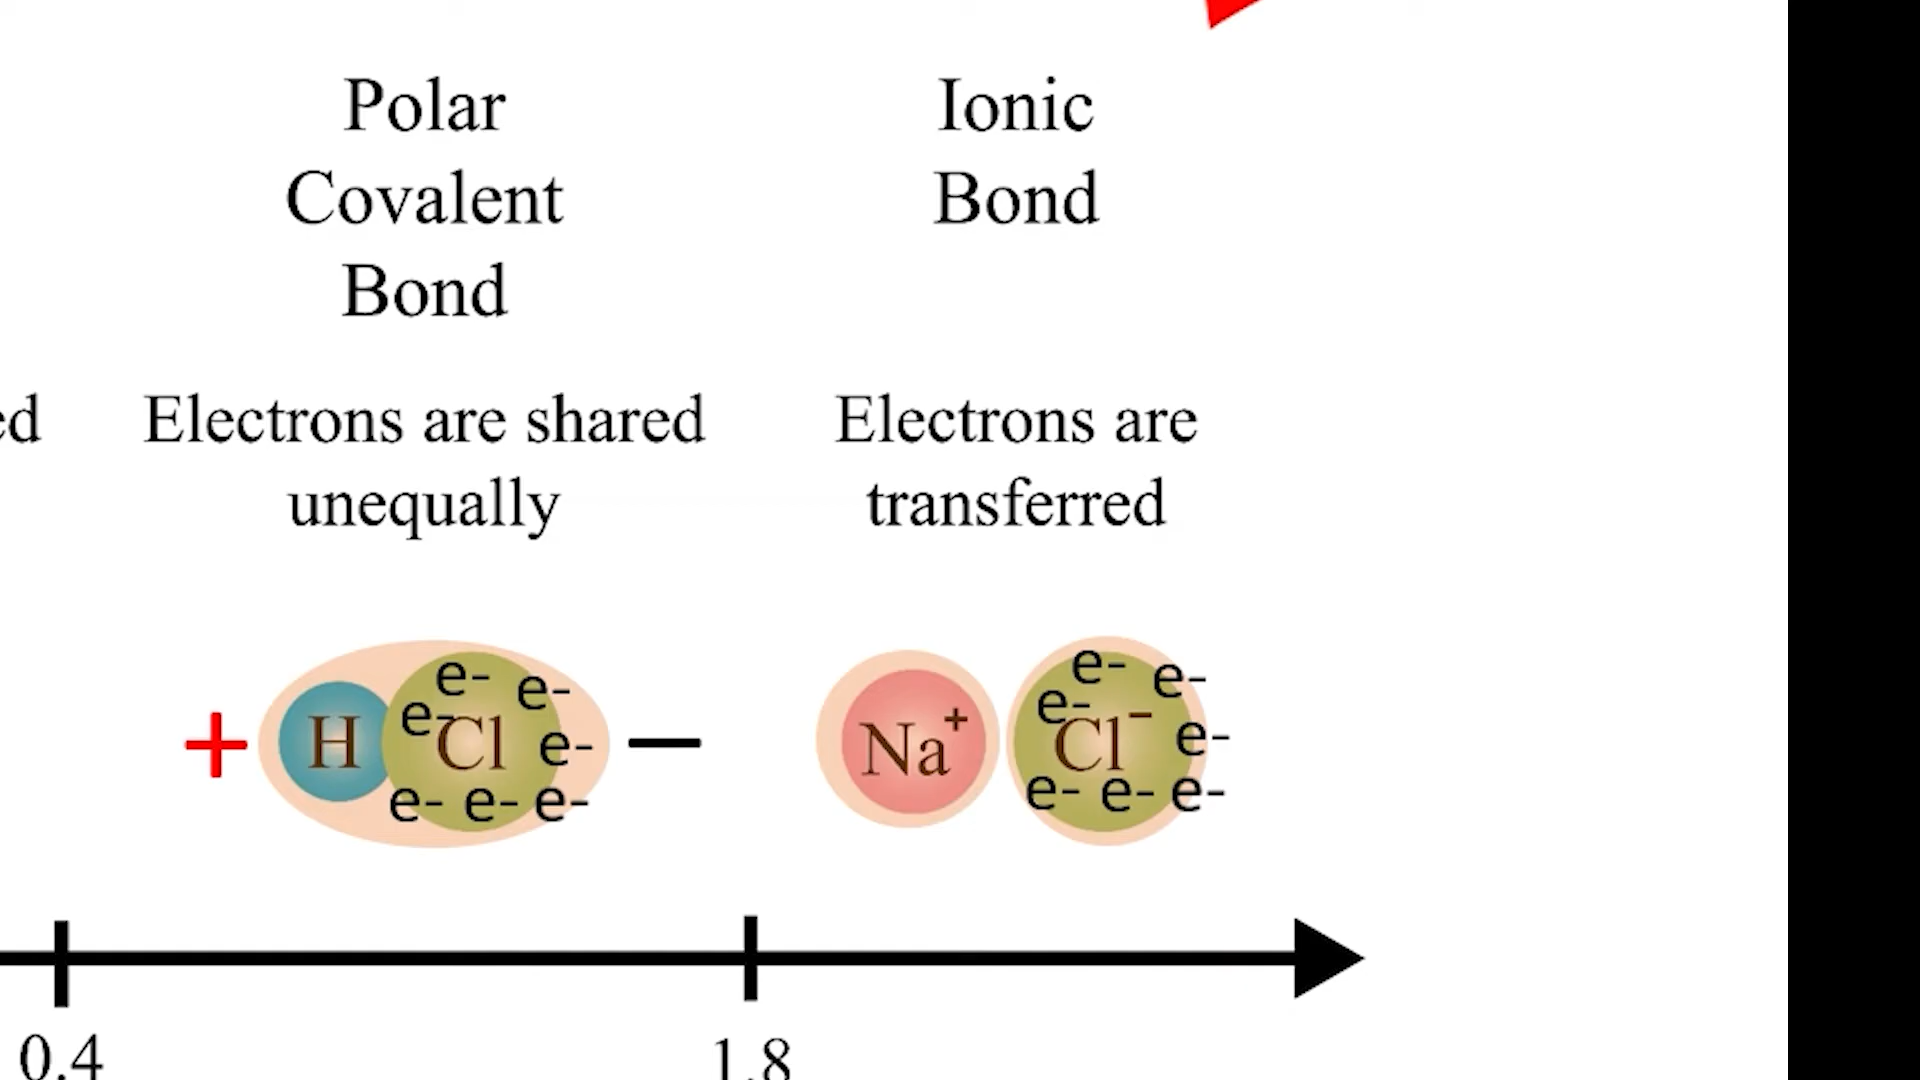 Polar
Covalent
Bond
Ionic
Bond
ed
Electrons are shared
unequally
Electrons are
transferred
+ H Cl −
e- e- e- e- e- e- e-
Na+ Cl−
e- e- e- e- e- e- e-
0.4
1.8